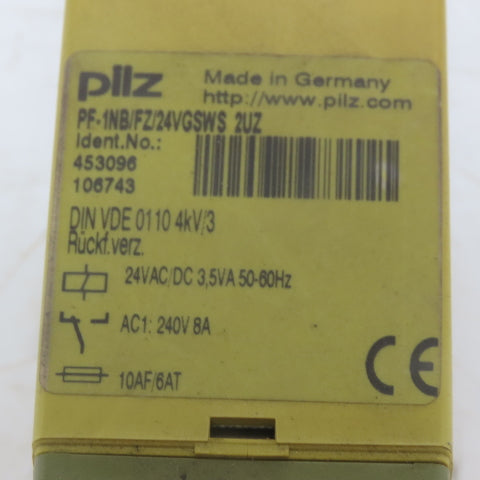 pilz
Made in Germany
http://www.pilz.com
PF-1NB/FZ/24VGSWS 2UZ
Ident.No.:
453096
106743
DIN VDE 0110 4kV/3
Rückf.verz.
24VAC/DC 3,5VA 50-60Hz
AC1: 240V 8A
10AF/6AT
CE